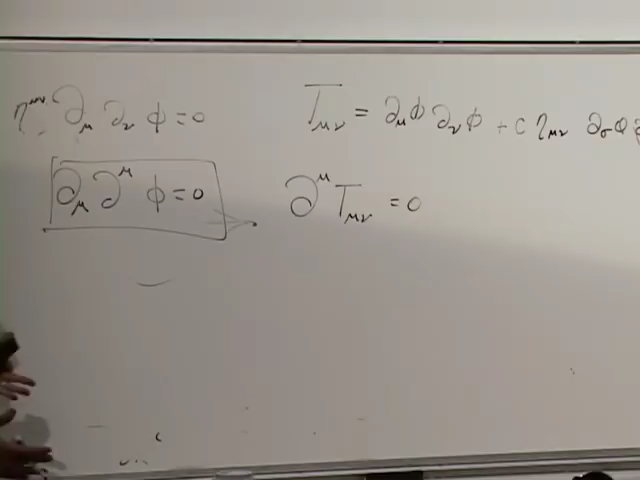 η^{μν} ∂_μ ∂_ν ϕ = 0
∂_μ ∂^μ ϕ = 0
T_{μν} = ∂_μ ϕ ∂_ν ϕ + c η_{μν} ∂_σ ϕ
∂^μ T_{μν} = 0